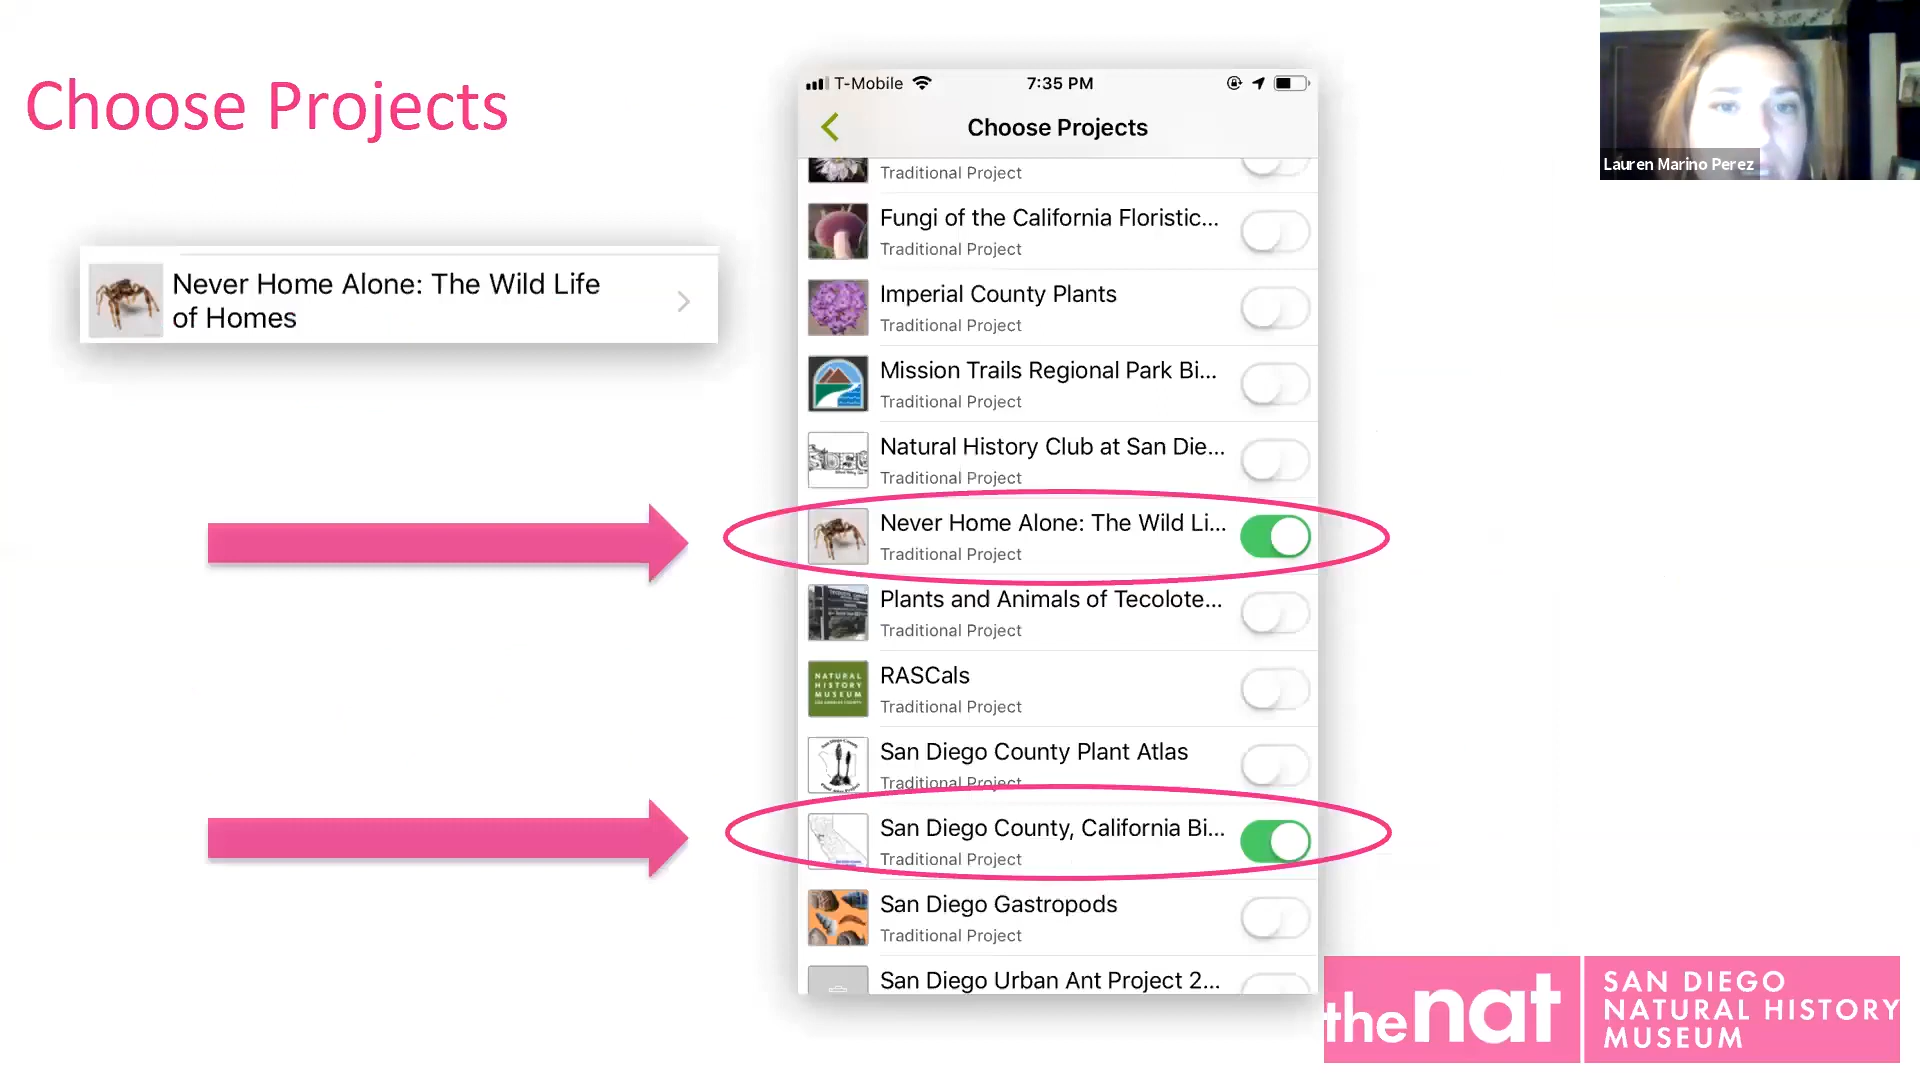 Choose Projects
Never Home Alone: The Wild Life
of Homes
T-Mobile
7:35 PM
Choose Projects
Traditional Project
Fungi of the California Floristic...
Traditional Project
Imperial County Plants
Traditional Project
Mission Trails Regional Park Bi...
Traditional Project
Natural History Club at San Die...
Traditional Project
Never Home Alone: The Wild Li...
Traditional Project
Plants and Animals of Tecolote...
Traditional Project
NATURAL
HISTORY
MUSEUM
RASCals
Traditional Project
San Diego County Plant Atlas
Traditional Project
San Diego County, California Bi...
Traditional Project
San Diego Gastropods
Traditional Project
San Diego Urban Ant Project 2...
Lauren Marino Perez
thenat
SAN DIEGO
NATURAL HISTORY
MUSEUM